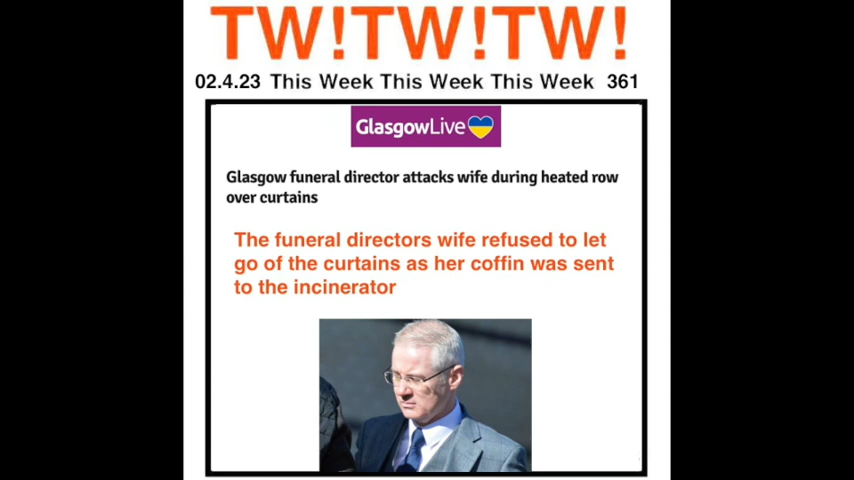 TW!TW!TW!
02.4.23 This Week This Week This Week 361
GlasgowLive
Glasgow funeral director attacks wife during heated row
over curtains
The funeral directors wife refused to let
go of the curtains as her coffin was sent
to the incinerator